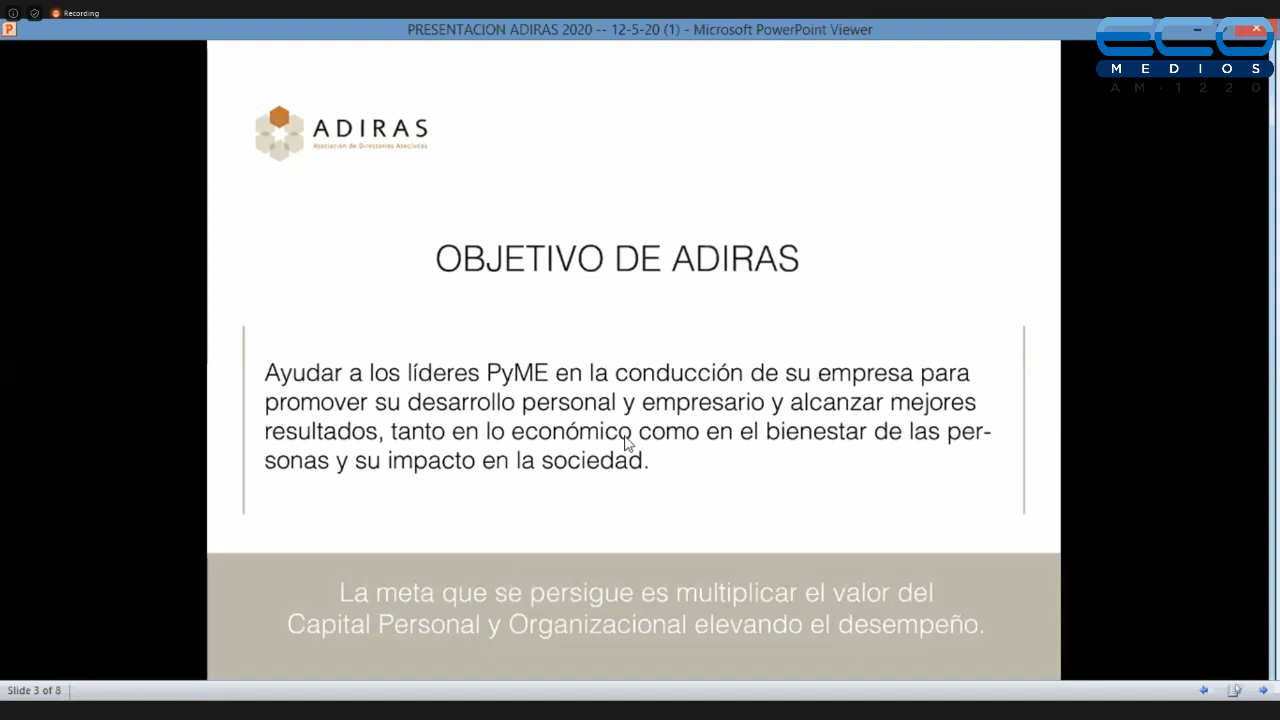 Recording
PRESENTACION ADIRAS 2020 -- 12-5-20 (1) - Microsoft PowerPoint Viewer
ECO
MEDIOS
AM·1220
ADIRAS
Asociación de Directorios Asociados
OBJETIVO DE ADIRAS
Ayudar a los líderes PyME en la conducción de su empresa para
promover su desarrollo personal y empresario y alcanzar mejores
resultados, tanto en lo económico como en el bienestar de las per-
sonas y su impacto en la sociedad.
La meta que se persigue es multiplicar el valor del
Capital Personal y Organizacional elevando el desempeño.
Slide 3 of 8